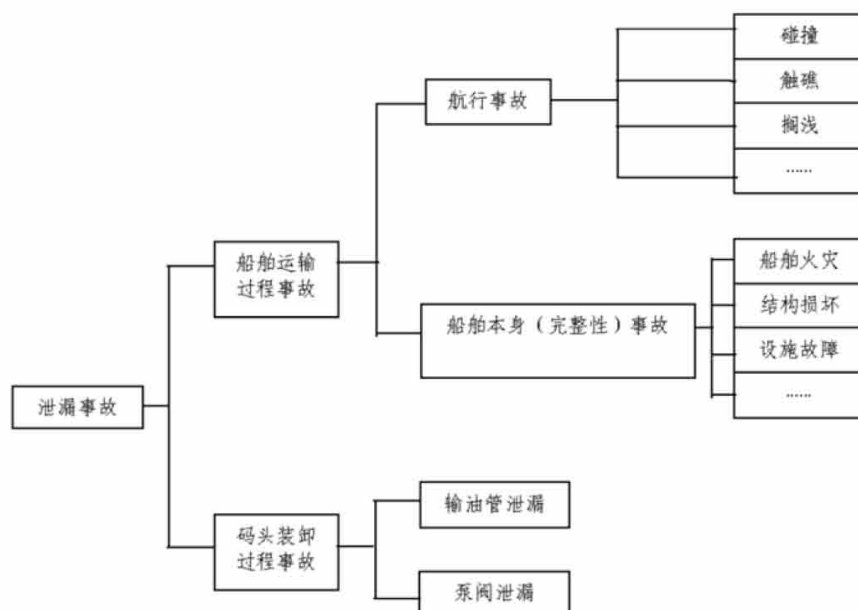 碰撞
触礁
航行事故
搁浅
……
船舶运输
过程事故
船舶火灾
结构损坏
船舶本身（完整性）事故
设施故障
……
泄漏事故
输油管泄漏
码头装卸
过程事故
泵阀泄漏